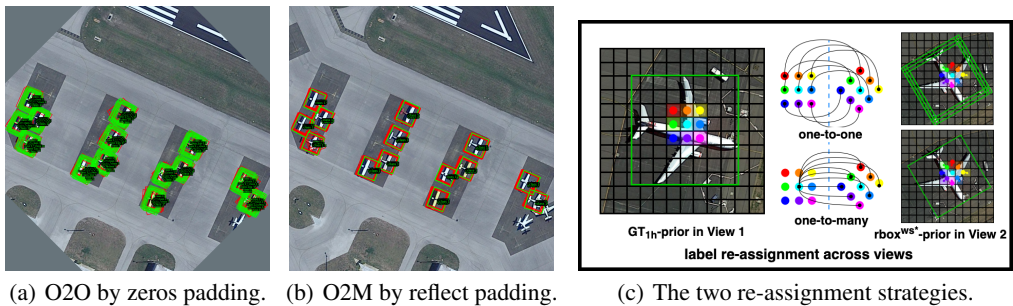 one-to-one
one-to-many
GT1h-prior in View 1
rboxws*-prior in View 2
label re-assignment across views
(a) O2O by zeros padding. (b) O2M by reflect padding. (c) The two re-assignment strategies.